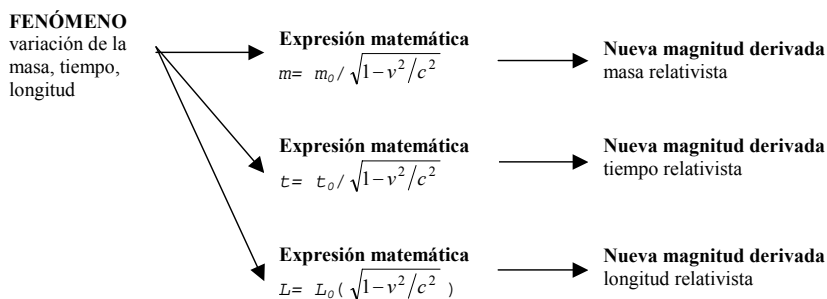 FENÓMENO
variación de la
masa, tiempo,
longitud
Expresión matemática
m= m₀/ √1−v²/c²
Nueva magnitud derivada
masa relativista
Expresión matemática
t= t₀/ √1−v²/c²
Nueva magnitud derivada
tiempo relativista
Expresión matemática
L= L₀( √1−v²/c² )
Nueva magnitud derivada
longitud relativista